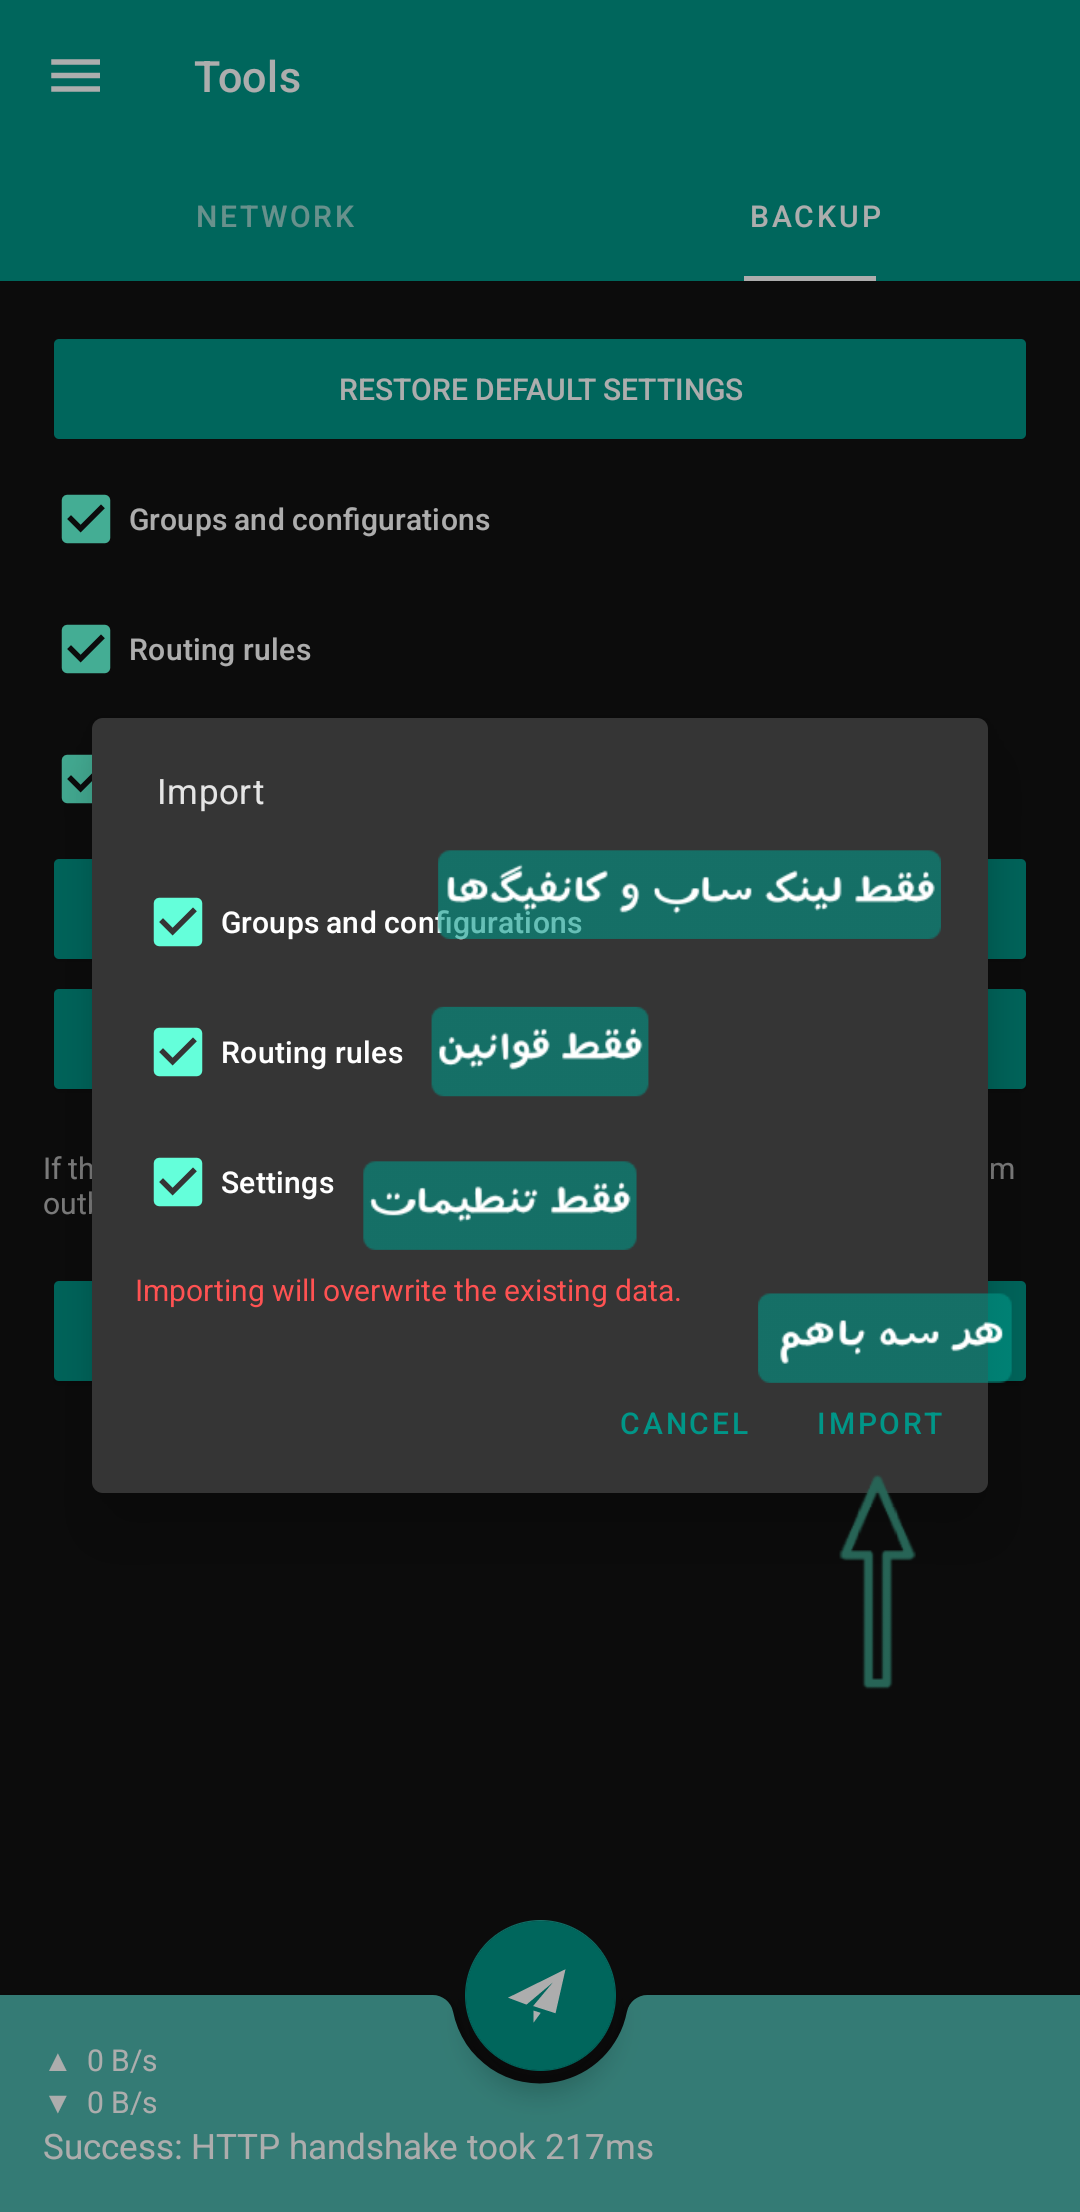 Tools
NETWORK
BACKUP
RESTORE DEFAULT SETTINGS
Groups and configurations
Routing rules
Import
فقط لینک ساب و کانفیگ‌ها
Groups and configurations
Routing rules
فقط قوانین
Settings
فقط تنطیمات
If th
m
outl
Importing will overwrite the existing data.
هر سه باهم
CANCEL
IMPORT
▲ 0 B/s
▼ 0 B/s
Success: HTTP handshake took 217ms